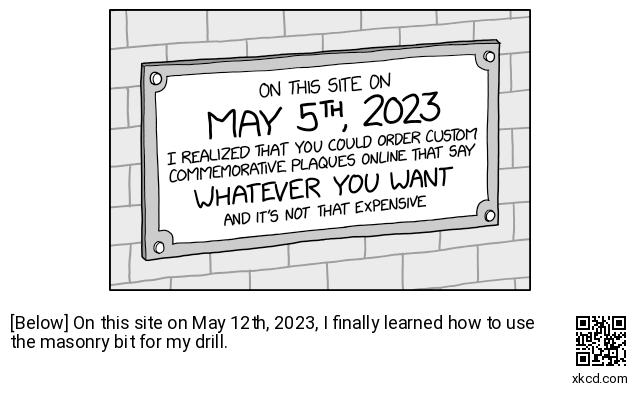 ON THIS SITE ON
MAY 5TH, 2023
I REALIZED THAT YOU COULD ORDER CUSTOM
COMMEMORATIVE PLAQUES ONLINE THAT SAY
WHATEVER YOU WANT
AND IT'S NOT THAT EXPENSIVE
[Below] On this site on May 12th, 2023, I finally learned how to use
the masonry bit for my drill.
xkcd.com